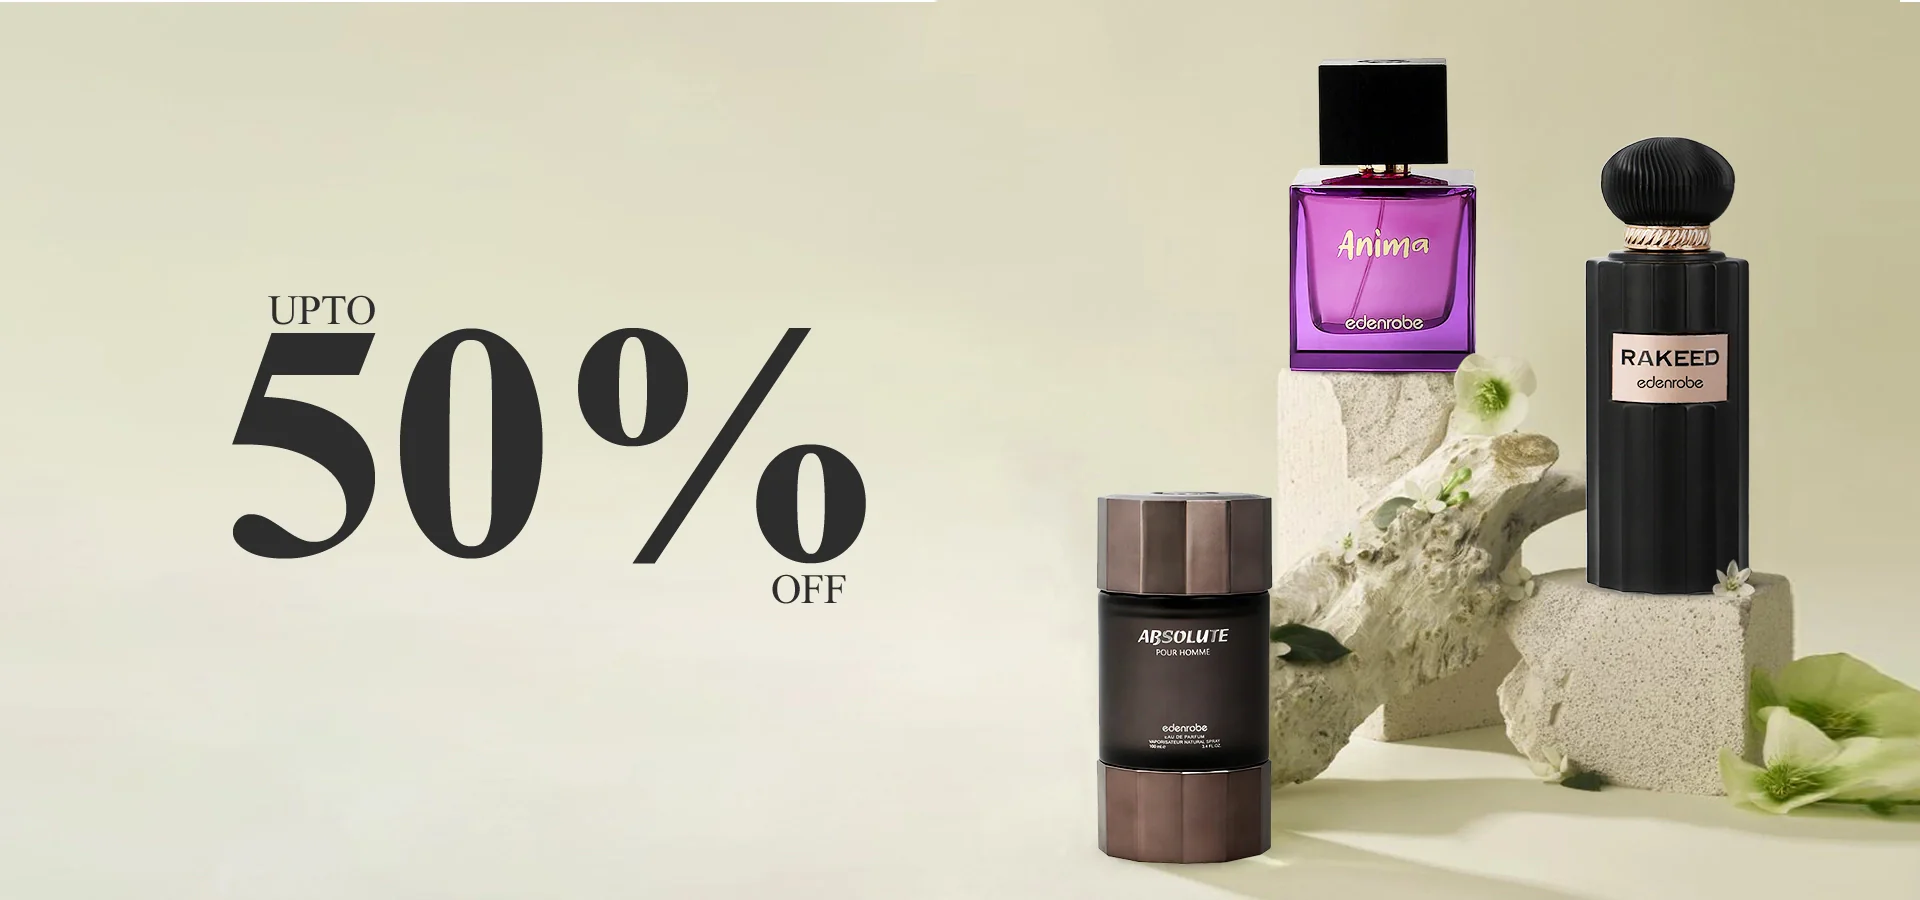 UPTO
50%
OFF
Anima
edenrobe
RAKEED
edenrobe
ABSOLUTE
POUR HOMME
edenrobe
EAU DE PARFUM
VAPORISATEUR NATURAL SPRAY
100 ml ℮ 3.4 FL.OZ.